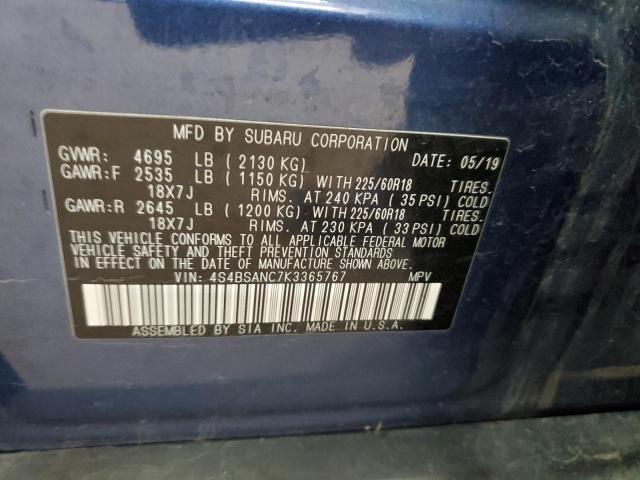 MFD BY SUBARU CORPORATION
GVWR: 4695 LB ( 2130 KG) DATE: 05/19
GAWR:F 2535 LB ( 1150 KG) WITH 225/60R18 TIRES.
18X7J RIMS. AT 240 KPA ( 35 PSI) COLD
GAWR:R 2645 LB ( 1200 KG) WITH 225/60R18 TIRES.
18X7J RIMS. AT 230 KPA ( 33 PSI) COLD
THIS VEHICLE CONFORMS TO ALL APPLICABLE FEDERAL MOTOR
VEHICLE SAFETY, BUMPER, AND THEFT PREVENTION STANDARDS
IN EFFECT ON THE DATE OF MANUFACTURE SHOWN ABOVE.
VIN: 4S4BSANC7K3365767 MPV
ASSEMBLED BY SIA INC. MADE IN U.S.A.